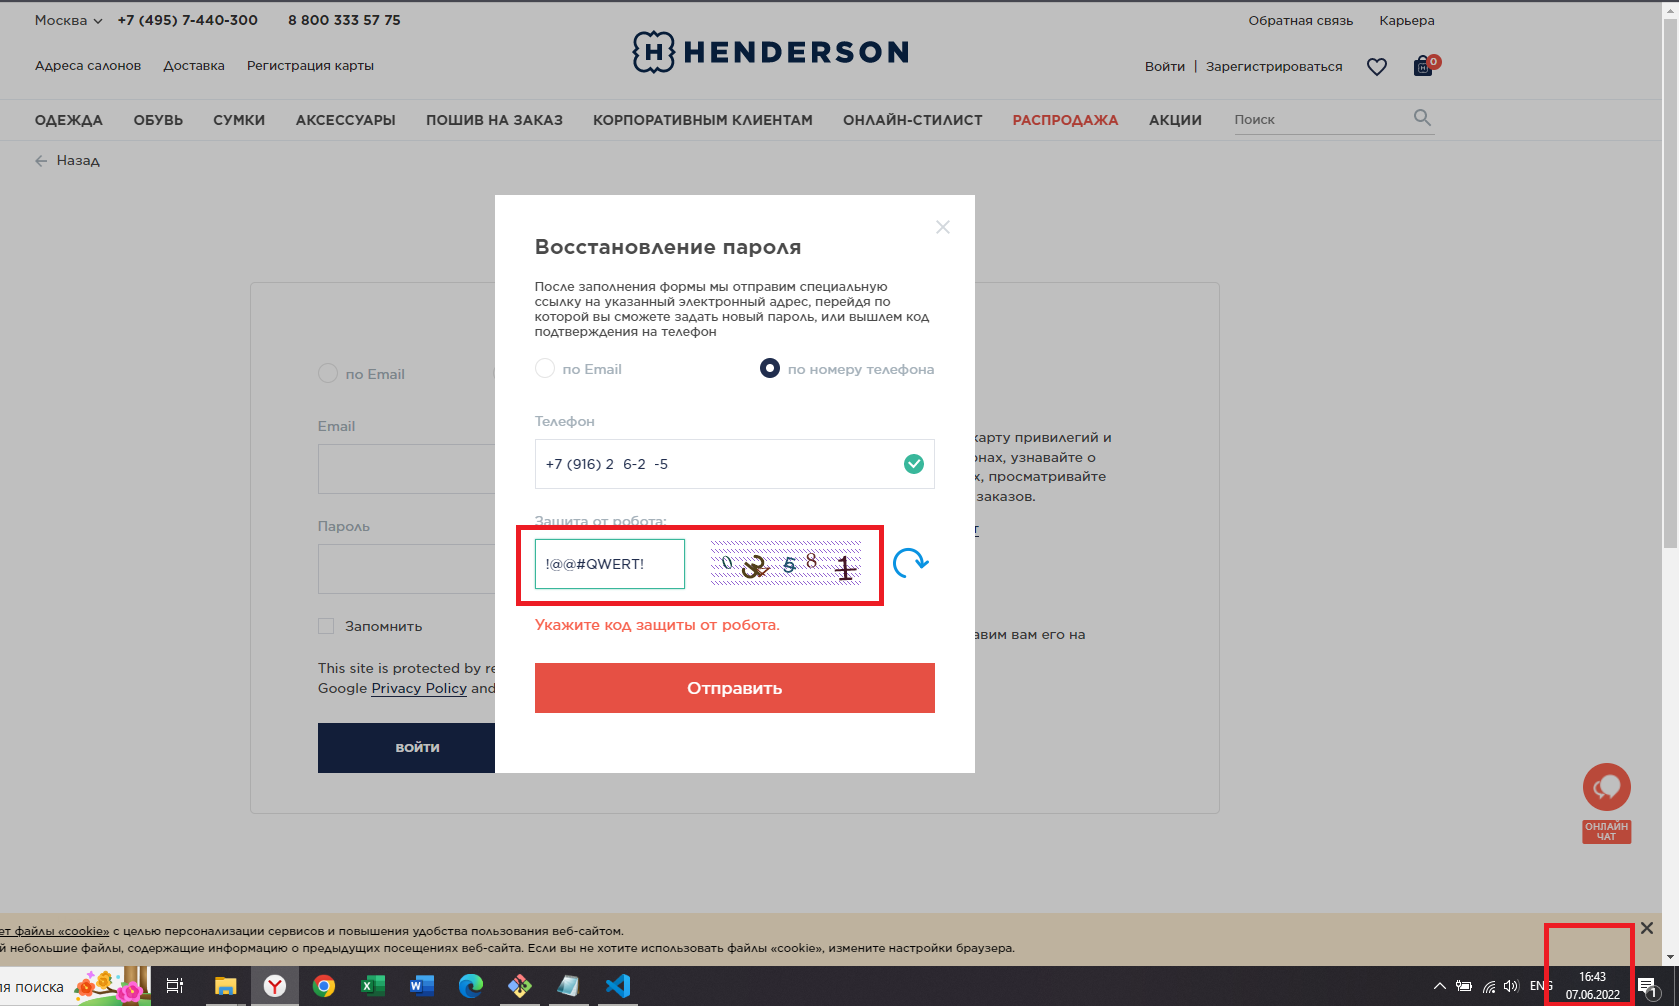 Москва +7 (495) 7-440-300 8 800 333 57 75
Обратная связь Карьера
HENDERSON
Адреса салонов Доставка Регистрация карты
Войти | Зарегистрироваться 0
ОДЕЖДА ОБУВЬ СУМКИ АКСЕССУАРЫ ПОШИВ НА ЗАКАЗ КОРПОРАТИВНЫМ КЛИЕНТАМ ОНЛАЙН-СТИЛИСТ РАСПРОДАЖА АКЦИИ Поиск
Назад
Восстановление пароля
После заполнения формы мы отправим специальную
ссылку на указанный электронный адрес, перейдя по
которой вы сможете задать новый пароль, или вышлем код
подтверждения на телефон
по Email по номеру телефона
Телефон
+7 (916) 2 6-2 -5
Защита от робота:
!@@#QWERT!
Укажите код защиты от робота.
Отправить
по Email
Email
Пароль
Запомнить
This site is protected by re
Google Privacy Policy and
ВОЙТИ
карту привилегий и
онах, узнавайте о
х, просматривайте
заказов.
т
авим вам его на
ОНЛАЙН
ЧАТ
ет файлы «cookie» с целью персонализации сервисов и повышения удобства пользования веб-сайтом.
й небольшие файлы, содержащие информацию о предыдущих посещениях веб-сайта. Если вы не хотите использовать файлы «cookie», измените настройки браузера.
ля поиска
ENG
16:43
07.06.2022
1